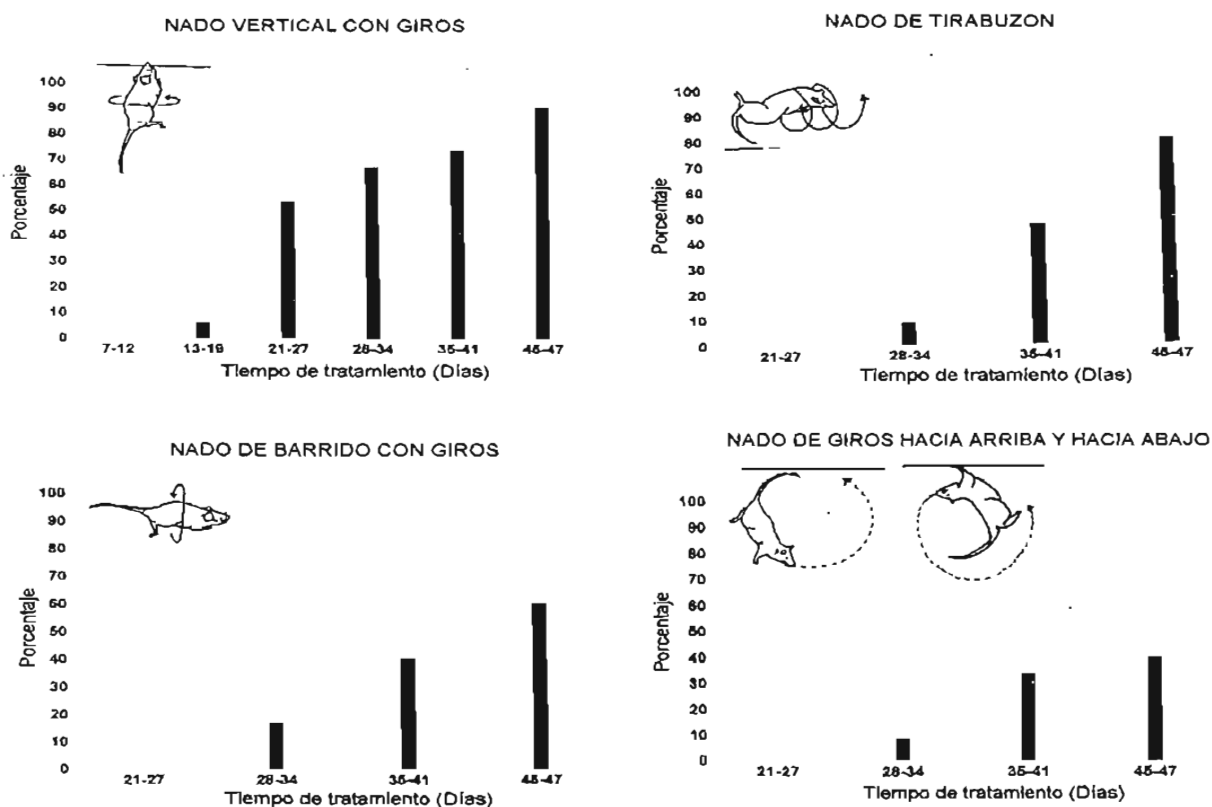 NADO VERTICAL CON GIROS
Porcentaje
100
90
80
70
60
50
40
30
20
10
0
7-12 13-19 21-27 28-34 35-41 45-47
Tiempo de tratamiento (Días)
NADO DE TIRABUZON
Porcentaje
100
90
80
70
60
50
40
30
20
10
0
21-27 28-34 35-41 45-47
Tiempo de tratamiento (Días)
NADO DE BARRIDO CON GIROS
Porcentaje
100
90
80
70
60
50
40
30
20
10
0
21-27 28-34 35-41 45-47
Tiempo de tratamiento (Días)
NADO DE GIROS HACIA ARRIBA Y HACIA ABAJO
Porcentaje
100
90
80
70
60
50
40
30
20
10
0
21-27 28-34 35-41 45-47
Tiempo de tratamiento (Días)